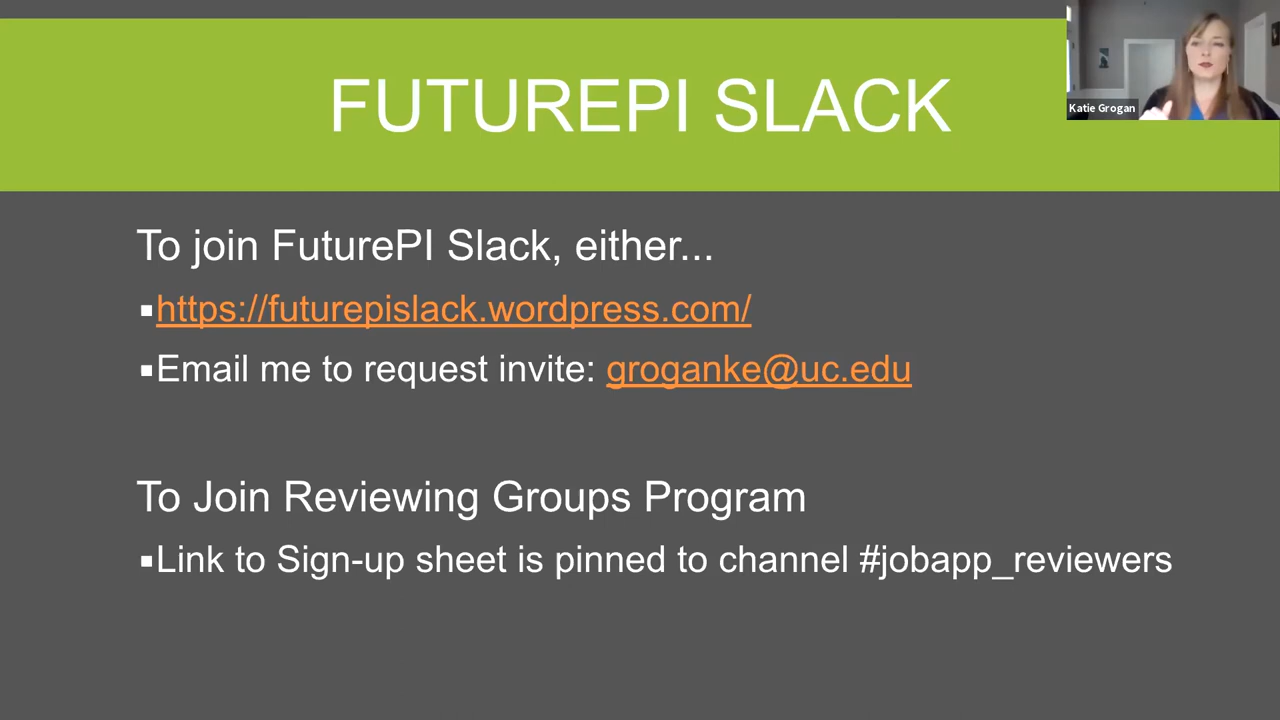 FUTUREPI SLACK
Katie Grogan
To join FuturePI Slack, either...
▪https://futurepislack.wordpress.com/
▪Email me to request invite: groganke@uc.edu
To Join Reviewing Groups Program
▪Link to Sign-up sheet is pinned to channel #jobapp_reviewers